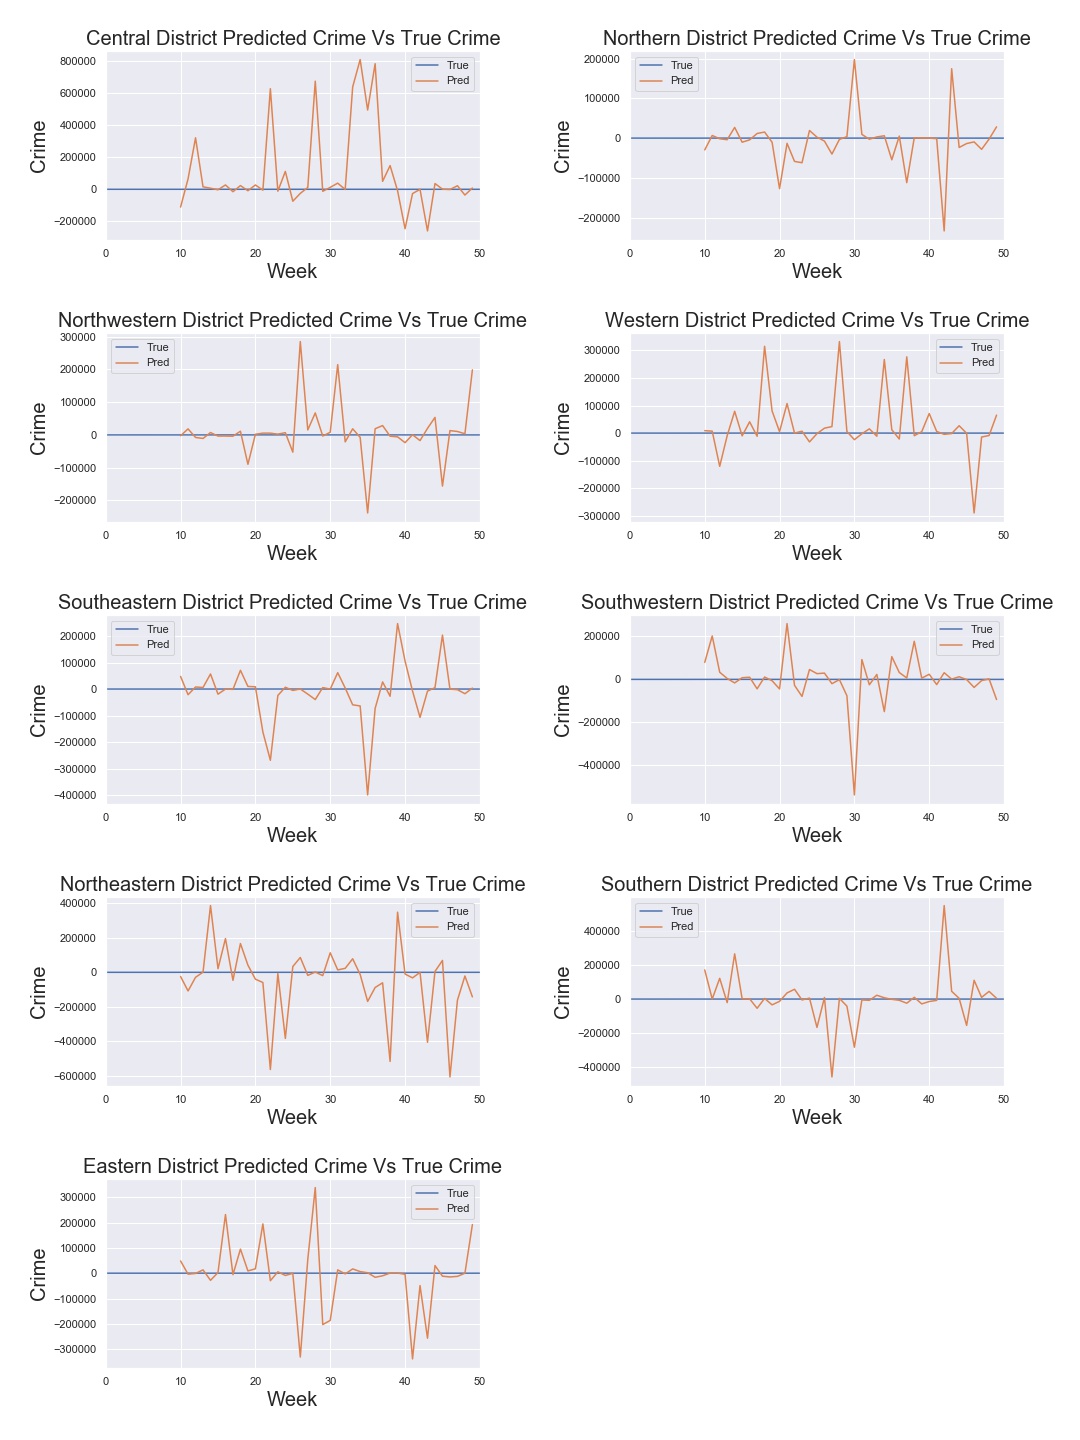 Central District Predicted Crime Vs True Crime
800000
600000
400000
200000
0
−200000
Crime
True
Pred
0 10 20 30 40 50
Week
Northern District Predicted Crime Vs True Crime
200000
100000
0
−100000
−200000
Crime
True
Pred
0 10 20 30 40 50
Week
Northwestern District Predicted Crime Vs True Crime
300000
200000
100000
0
−100000
−200000
Crime
True
Pred
0 10 20 30 40 50
Week
Western District Predicted Crime Vs True Crime
300000
200000
100000
0
−100000
−200000
−300000
Crime
True
Pred
0 10 20 30 40 50
Week
Southeastern District Predicted Crime Vs True Crime
200000
100000
0
−100000
−200000
−300000
−400000
Crime
True
Pred
0 10 20 30 40 50
Week
Southwestern District Predicted Crime Vs True Crime
200000
0
−200000
−400000
Crime
True
Pred
0 10 20 30 40 50
Week
Northeastern District Predicted Crime Vs True Crime
400000
200000
0
−200000
−400000
−600000
Crime
True
Pred
0 10 20 30 40 50
Week
Southern District Predicted Crime Vs True Crime
400000
200000
0
−200000
−400000
Crime
True
Pred
0 10 20 30 40 50
Week
Eastern District Predicted Crime Vs True Crime
300000
200000
100000
0
−100000
−200000
−300000
Crime
True
Pred
0 10 20 30 40 50
Week